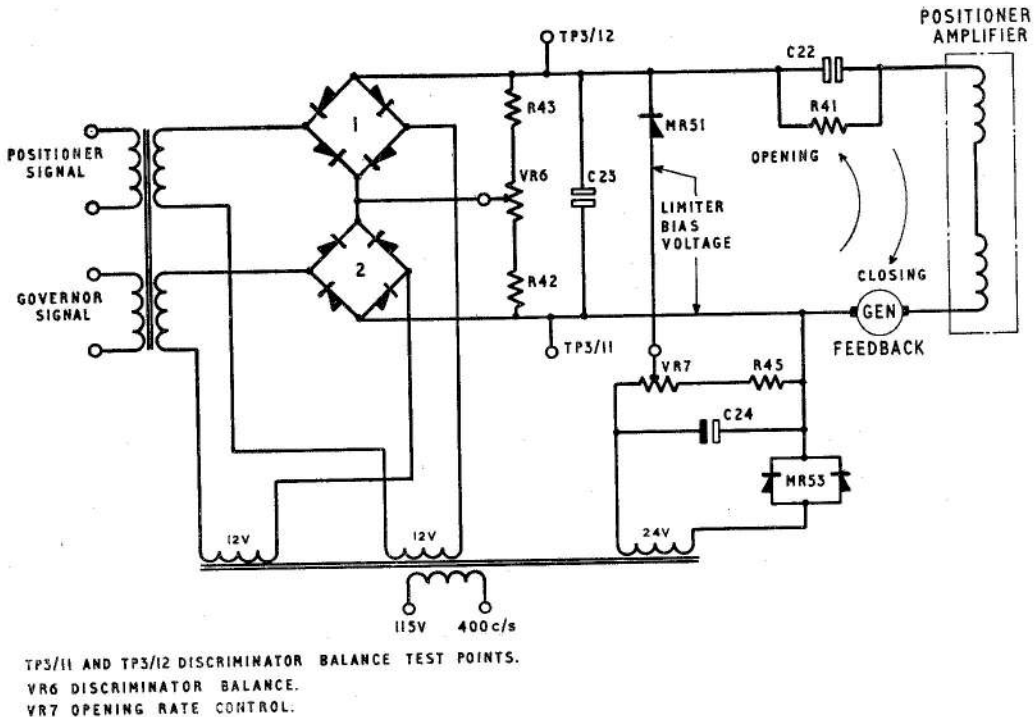 POSITIONER
AMPLIFIER
TP3/12
C22
R43
R41
MR51
OPENING
1
POSITIONER
SIGNAL
VR6
C23
LIMITER
BIAS
VOLTAGE
2
R42
CLOSING
GOVERNOR
SIGNAL
GEN
FEEDBACK
TP3/11
VR7
R45
C24
MR53
12V
12V
24V
115V 400c/s
TP3/11 AND TP3/12 DISCRIMINATOR BALANCE TEST POINTS.
VR6 DISCRIMINATOR BALANCE.
VR7 OPENING RATE CONTROL.